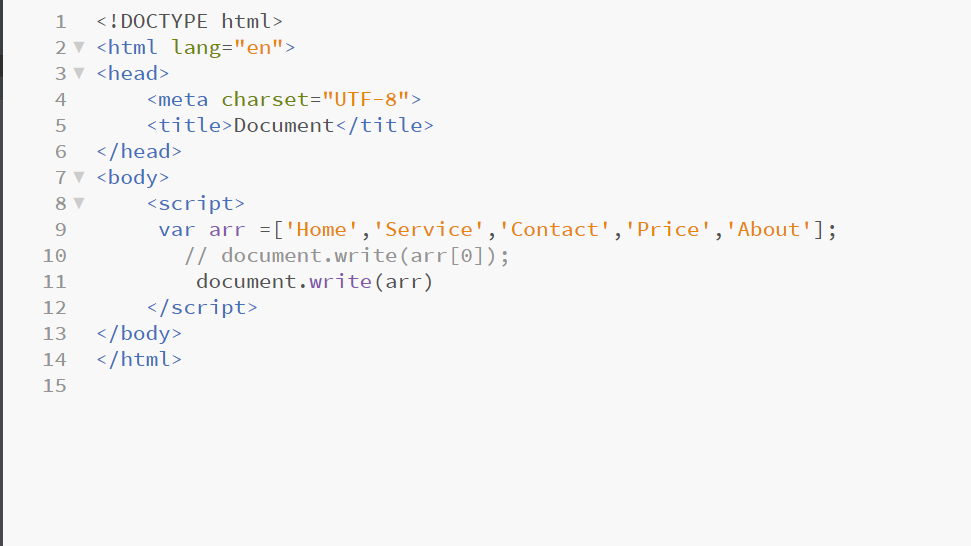 1 <!DOCTYPE html>
2 <html lang="en">
3 <head>
4     <meta charset="UTF-8">
5     <title>Document</title>
6 </head>
7 <body>
8     <script>
9      var arr =['Home','Service','Contact','Price','About'];
10       // document.write(arr[0]);
11        document.write(arr)
12    </script>
13 </body>
14 </html>
15